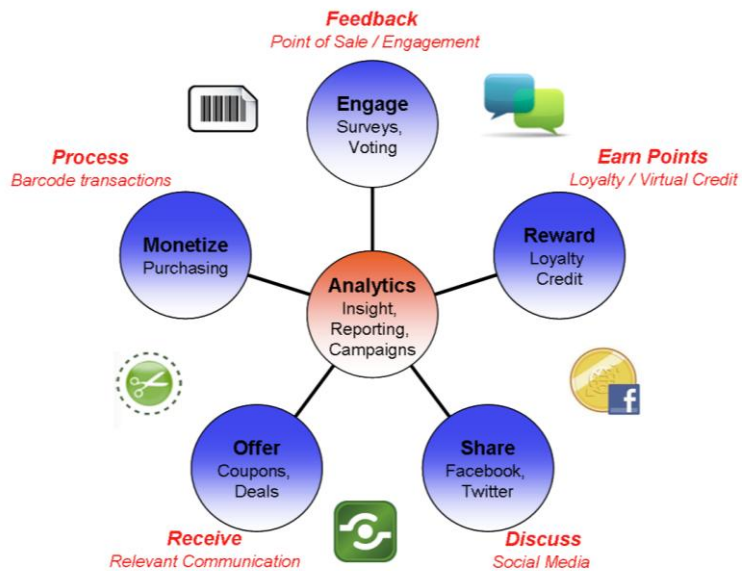 Feedback
Point of Sale / Engagement
Engage
Surveys,
Voting
Process
Barcode transactions
Earn Points
Loyalty / Virtual Credit
Monetize
Purchasing
Reward
Loyalty
Credit
Analytics
Insight,
Reporting,
Campaigns
Offer
Coupons,
Deals
Share
Facebook,
Twitter
Receive
Relevant Communication
Discuss
Social Media
f